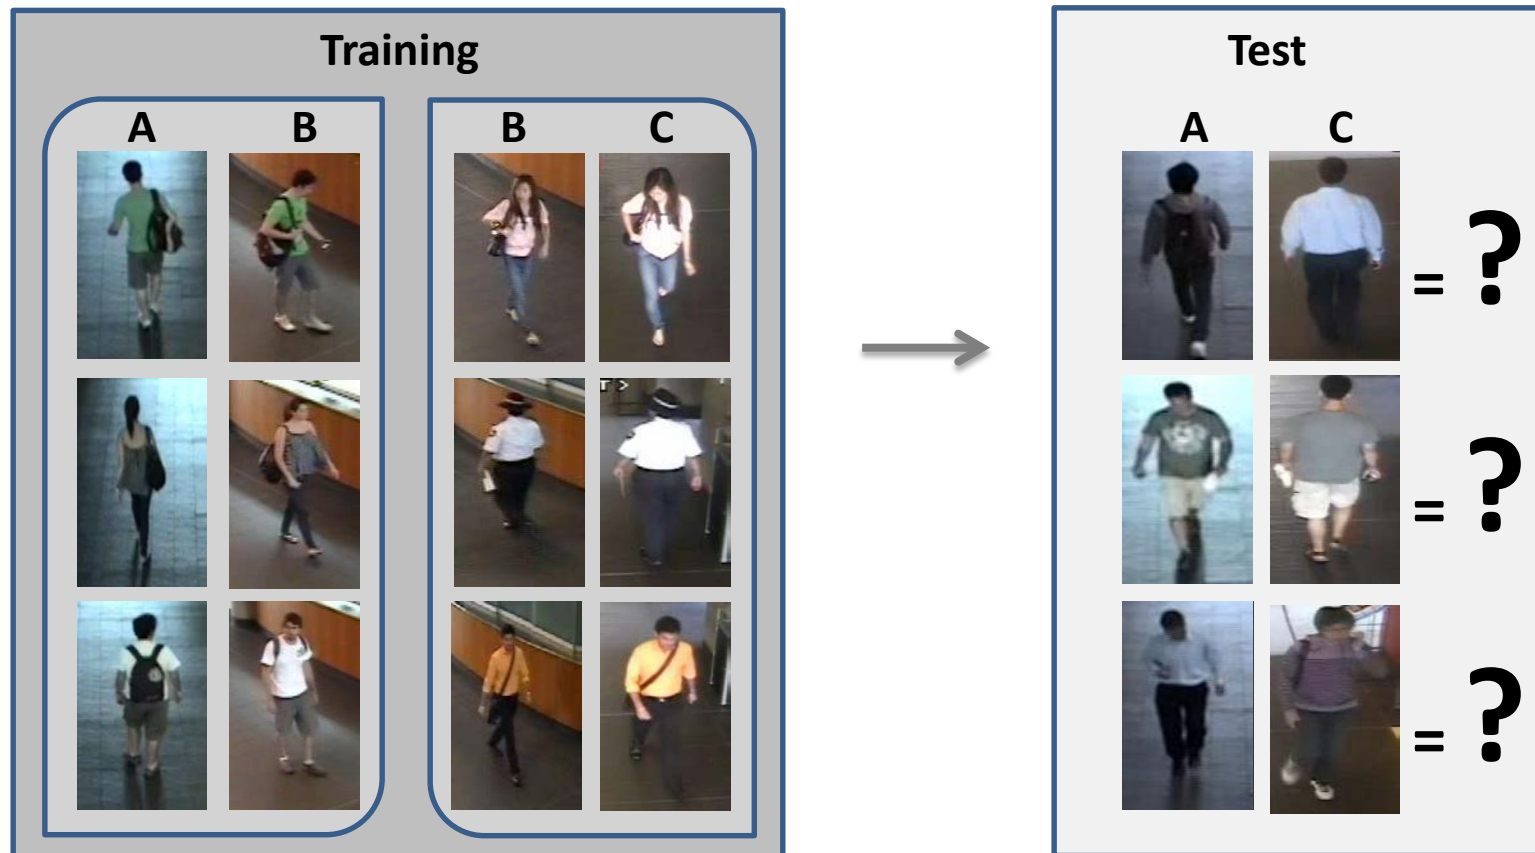 Training
Test
A B
B C
A C
= ?
= ?
= ?
T >